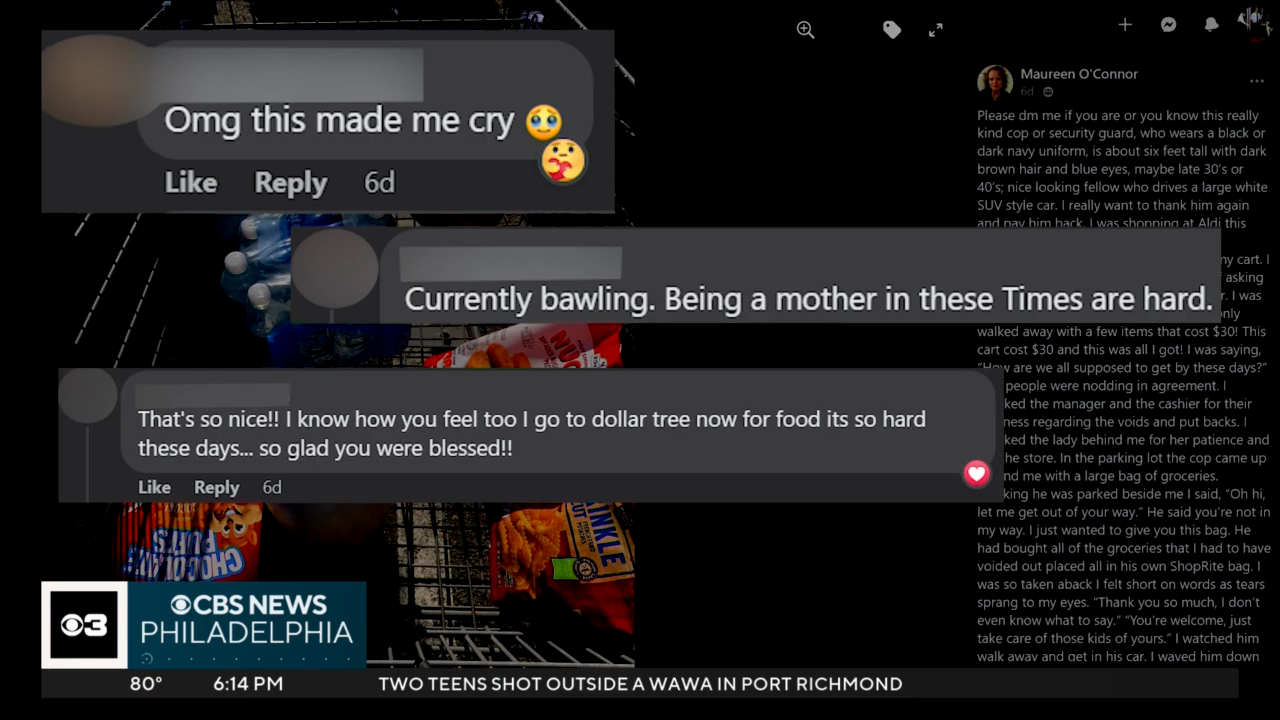 Omg this made me cry 🥹
Like Reply 6d
Currently bawling. Being a mother in these Times are hard.
That's so nice!! I know how you feel too I go to dollar tree now for food its so hard
these days... so glad you were blessed!!
Like Reply 6d
Maureen O'Connor
6d
Please dm me if you are or you know this really
kind cop or security guard, who wears a black or
dark navy uniform, is about six feet tall with dark
brown hair and blue eyes, maybe late 30's or
40's; nice looking fellow who drives a large white
SUV style car. I really want to thank him again
and pay him back. I was shopping at Aldi this
my cart. I
asking
r. I was
only
walked away with a few items that cost $30! This
cart cost $30 and this was all I got! I was saying,
"How are we all supposed to get by these days?"
people were nodding in agreement. I
ked the manager and the cashier for their
ness regarding the voids and put backs. I
ked the lady behind me for her patience and
he store. In the parking lot the cop came up
nd me with a large bag of groceries.
king he was parked beside me I said, "Oh hi,
let me get out of your way." He said you're not in
my way. I just wanted to give you this bag. He
had bought all of the groceries that I had to have
voided out placed all in his own ShopRite bag. I
was so taken aback I felt short on words as tears
sprang to my eyes. "Thank you so much, I don't
even know what to say." "You're welcome, just
take care of those kids of yours." I watched him
walk away and get in his car. I waved him down
CHOCOLATE
FUITS
3
CBS NEWS
PHILADELPHIA
80° 6:14 PM TWO TEENS SHOT OUTSIDE A WAWA IN PORT RICHMOND